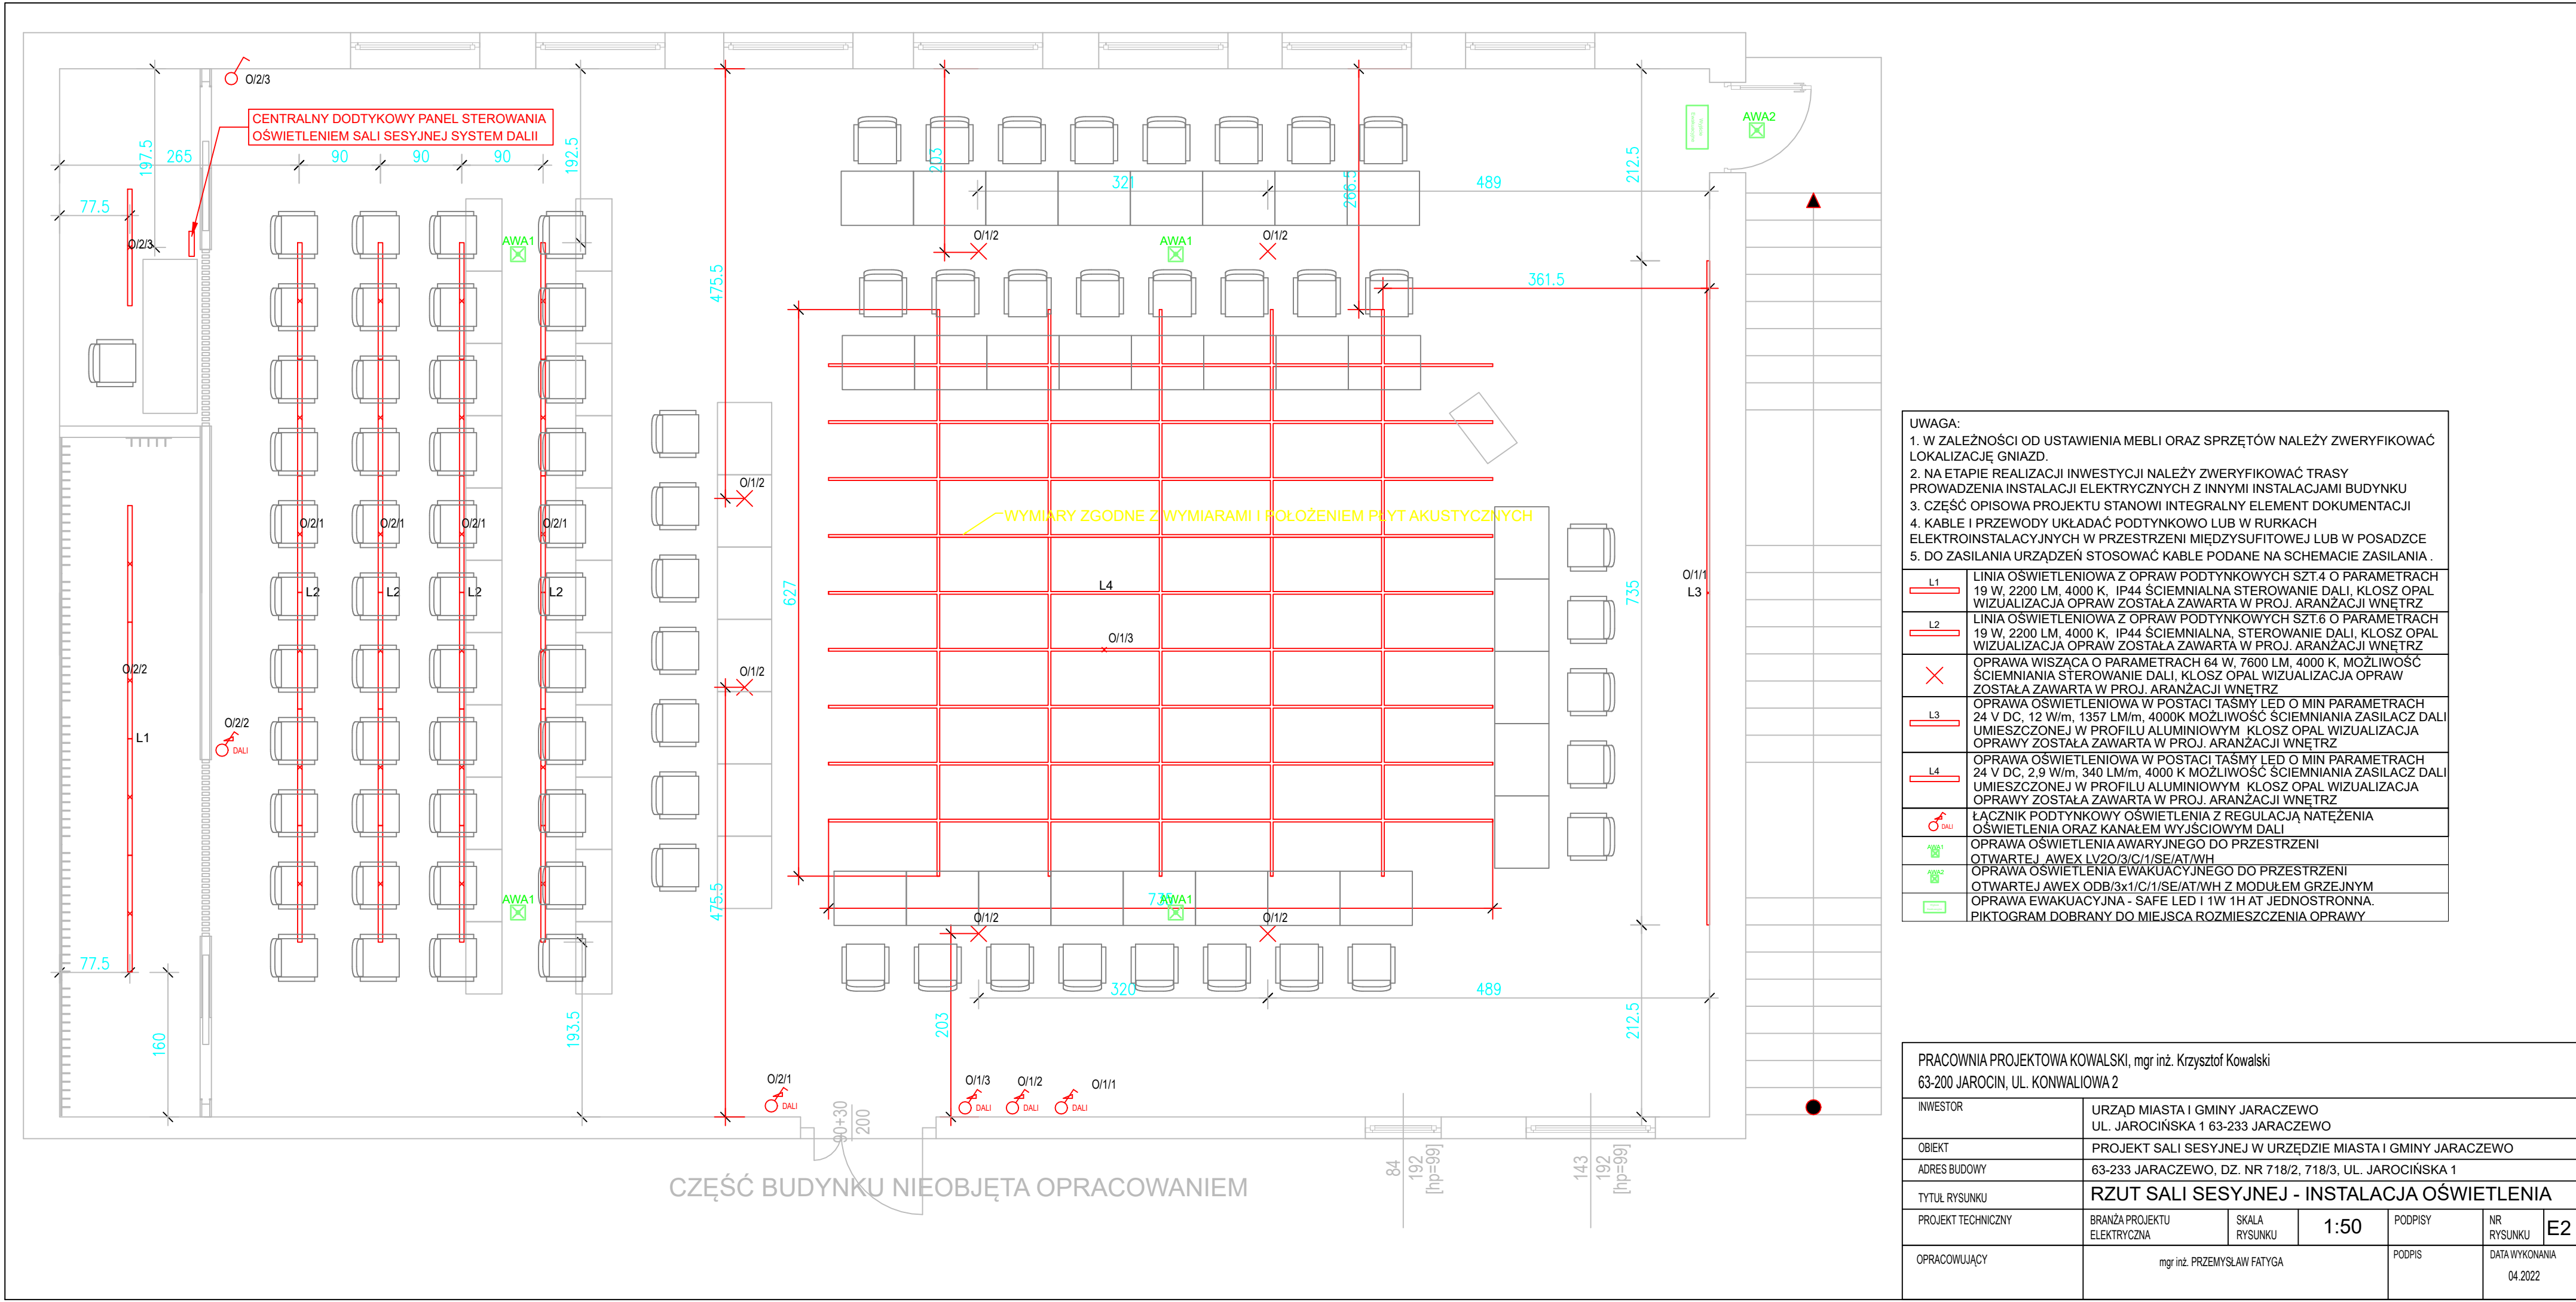 O/2/3
CENTRALNY DODTYKOWY PANEL STEROWANIA
OŚWIETLENIEM SALI SESYJNEJ SYSTEM DALII
197.5
265
90
90
90
192.5
77.5
O/2/3
203
321
266.5
489
212.5
AWA2
AWA1
O/1/2
AWA1
O/1/2
475.5
361.5
O/1/2
WYMIARY ZGODNE Z WYMIARAMI I POŁOŻENIEM PŁYT AKUSTYCZNYCH
O/2/1
O/2/1
O/2/1
O/2/1
L2
L2
L2
L2
627
L4
735
O/1/1
L3
O/1/3
O/2/2
O/1/2
O/2/2
DALI
L1
475.5
AWA1
735
AWA1
O/1/2
O/1/2
77.5
320
489
160
193.5
203
212.5
O/2/1
DALI
O/1/3
DALI
O/1/2
DALI
O/1/1
DALI
90+30
200
84
192
[hp=99]
143
192
[hp=99]
CZĘŚĆ BUDYNKU NIEOBJĘTA OPRACOWANIEM
UWAGA:
1. W ZALEŻNOŚCI OD USTAWIENIA MEBLI ORAZ SPRZĘTÓW NALEŻY ZWERYFIKOWAĆ
LOKALIZACJĘ GNIAZD.
2. NA ETAPIE REALIZACJI INWESTYCJI NALEŻY ZWERYFIKOWAĆ TRASY
PROWADZENIA INSTALACJI ELEKTRYCZNYCH Z INNYMI INSTALACJAMI BUDYNKU
3. CZĘŚĆ OPISOWA PROJEKTU STANOWI INTEGRALNY ELEMENT DOKUMENTACJI
4. KABLE I PRZEWODY UKŁADAĆ PODTYNKOWO LUB W RURKACH
ELEKTROINSTALACYJNYCH W PRZESTRZENI MIĘDZYSUFITOWEJ LUB W POSADZCE
5. DO ZASILANIA URZĄDZEŃ STOSOWAĆ KABLE PODANE NA SCHEMACIE ZASILANIA .
L1
LINIA OŚWIETLENIOWA Z OPRAW PODTYNKOWYCH SZT.4 O PARAMETRACH
19 W, 2200 LM, 4000 K, IP44 ŚCIEMNIALNA STEROWANIE DALI, KLOSZ OPAL
WIZUALIZACJA OPRAW ZOSTAŁA ZAWARTA W PROJ. ARANŻACJI WNĘTRZ
L2
LINIA OŚWIETLENIOWA Z OPRAW PODTYNKOWYCH SZT.6 O PARAMETRACH
19 W, 2200 LM, 4000 K, IP44 ŚCIEMNIALNA, STEROWANIE DALI, KLOSZ OPAL
WIZUALIZACJA OPRAW ZOSTAŁA ZAWARTA W PROJ. ARANŻACJI WNĘTRZ
OPRAWA WISZĄCA O PARAMETRACH 64 W, 7600 LM, 4000 K, MOŻLIWOŚĆ
ŚCIEMNIANIA STEROWANIE DALI, KLOSZ OPAL WIZUALIZACJA OPRAW
ZOSTAŁA ZAWARTA W PROJ. ARANŻACJI WNĘTRZ
L3
OPRAWA OŚWIETLENIOWA W POSTACI TAŚMY LED O MIN PARAMETRACH
24 V DC, 12 W/m, 1357 LM/m, 4000K MOŻLIWOŚĆ ŚCIEMNIANIA ZASILACZ DALI
UMIESZCZONEJ W PROFILU ALUMINIOWYM KLOSZ OPAL WIZUALIZACJA
OPRAWY ZOSTAŁA ZAWARTA W PROJ. ARANŻACJI WNĘTRZ
L4
OPRAWA OŚWIETLENIOWA W POSTACI TAŚMY LED O MIN PARAMETRACH
24 V DC, 2,9 W/m, 340 LM/m, 4000 K MOŻLIWOŚĆ ŚCIEMNIANIA ZASILACZ DALI
UMIESZCZONEJ W PROFILU ALUMINIOWYM KLOSZ OPAL WIZUALIZACJA
OPRAWY ZOSTAŁA ZAWARTA W PROJ. ARANŻACJI WNĘTRZ
DALI
ŁĄCZNIK PODTYNKOWY OŚWIETLENIA Z REGULACJĄ NATĘŻENIA
OŚWIETLENIA ORAZ KANAŁEM WYJŚCIOWYM DALI
AWA1
OPRAWA OŚWIETLENIA AWARYJNEGO DO PRZESTRZENI
OTWARTEJ AWEX LV2O/3/C/1/SE/AT/WH
AWA2
OPRAWA OŚWIETLENIA EWAKUACYJNEGO DO PRZESTRZENI
OTWARTEJ AWEX ODB/3x1/C/1/SE/AT/WH Z MODUŁEM GRZEJNYM
OPRAWA EWAKUACYJNA - SAFE LED I 1W 1H AT JEDNOSTRONNA.
PIKTOGRAM DOBRANY DO MIEJSCA ROZMIESZCZENIA OPRAWY
PRACOWNIA PROJEKTOWA KOWALSKI, mgr inż. Krzysztof Kowalski
63-200 JAROCIN, UL. KONWALIOWA 2
INWESTOR
URZĄD MIASTA I GMINY JARACZEWO
UL. JAROCIŃSKA 1 63-233 JARACZEWO
OBIEKT
PROJEKT SALI SESYJNEJ W URZĘDZIE MIASTA I GMINY JARACZEWO
ADRES BUDOWY
63-233 JARACZEWO, DZ. NR 718/2, 718/3, UL. JAROCIŃSKA 1
TYTUŁ RYSUNKU
RZUT SALI SESYJNEJ - INSTALACJA OŚWIETLENIA
PROJEKT TECHNICZNY
BRANŻA PROJEKTU
ELEKTRYCZNA
SKALA
RYSUNKU
1:50
PODPISY
NR
RYSUNKU
E2
OPRACOWUJĄCY
mgr inż. PRZEMYSŁAW FATYGA
PODPIS
DATA WYKONANIA
04.2022